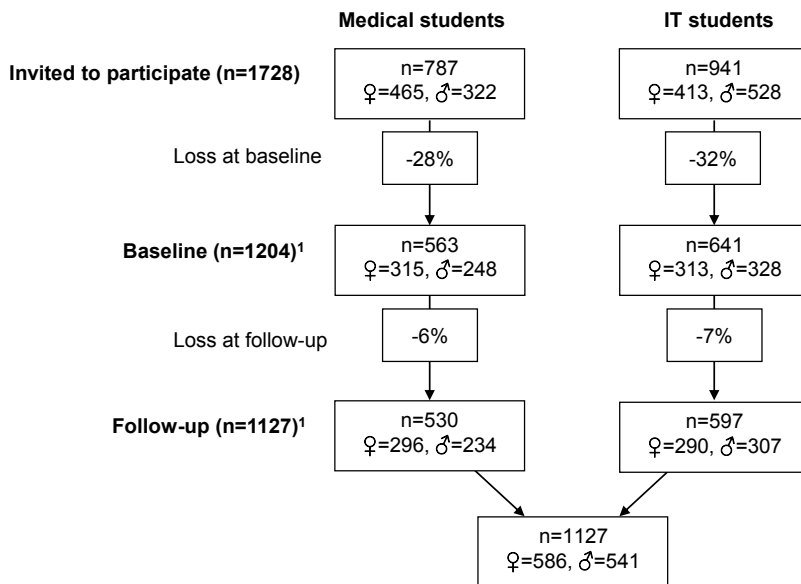 Medical students
IT students
Invited to participate (n=1728)
n=787
♀=465, ♂=322
n=941
♀=413, ♂=528
Loss at baseline
-28%
-32%
Baseline (n=1204)¹
n=563
♀=315, ♂=248
n=641
♀=313, ♂=328
Loss at follow-up
-6%
-7%
Follow-up (n=1127)¹
n=530
♀=296, ♂=234
n=597
♀=290, ♂=307
n=1127
♀=586, ♂=541